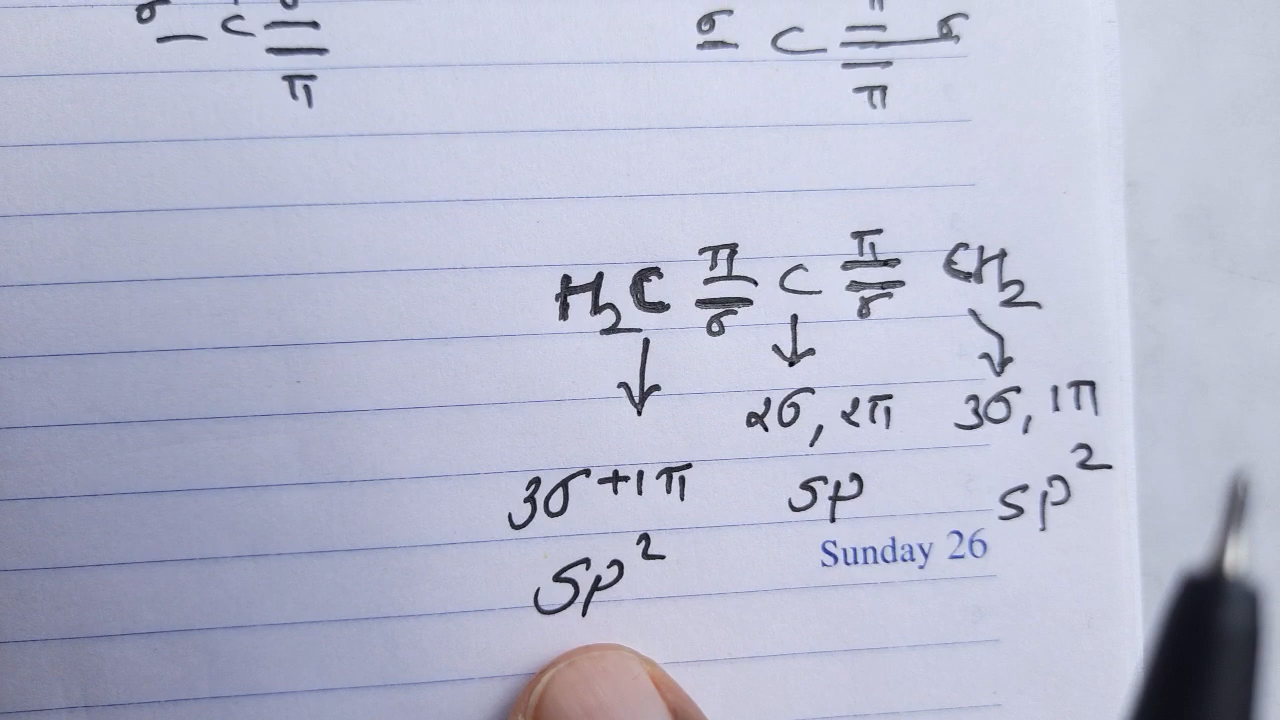 σ — C ≡ π
σ — C ≡ σ π
π π
H₂C = C = CH₂
σ σ
2σ, 2π 3σ, 1π
3σ + 1π sp sp²
Sunday 26
sp²